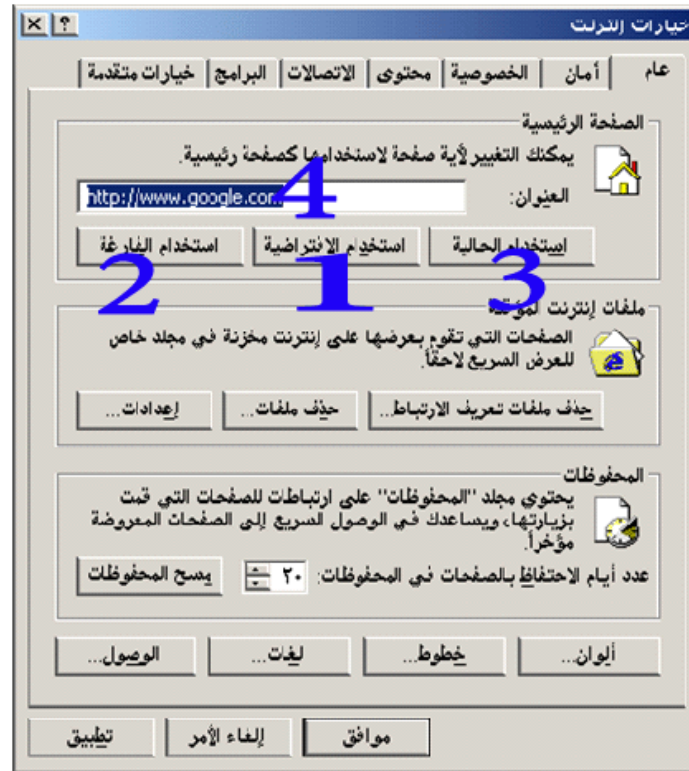 خيارات إنترنت
عام أمان الخصوصية محتوى الاتصالات البرامج خيارات متقدمة
الصفحة الرئيسية
يمكنك التغيير لأية صفحة لاستخدامها كصفحة رئيسية.
العنوان: http://www.google.com
4
استخدام الحالية استخدام الافتراضية استخدام الفارغة
3 1 2
ملفات إنترنت المؤقتة
الصفحات التي تقوم بعرضها على إنترنت مخزنة في مجلد خاص
للعرض السريع لاحقاً.
حذف ملفات تعريف الارتباط... حذف ملفات... إعدادات...
المحفوظات
يحتوي مجلد "المحفوظات" على ارتباطات للصفحات التي قمت
بزيارتها، ويساعدك في الوصول السريع إلى الصفحات المعروضة
مؤخراً.
عدد أيام الاحتفاظ بالصفحات في المحفوظات: ٢٠ مسح المحفوظات
ألوان... خطوط... لغات... الوصول...
موافق إلغاء الأمر تطبيق